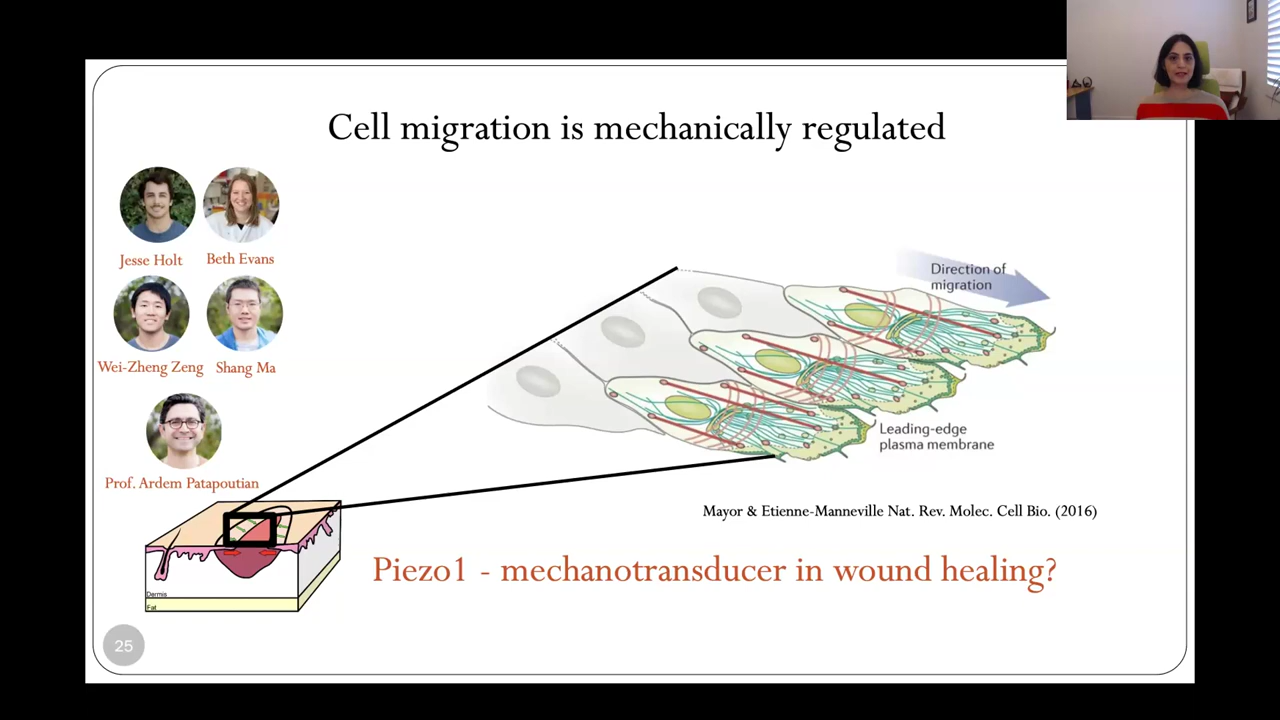 Cell migration is mechanically regulated
Jesse Holt
Beth Evans
Wei-Zheng Zeng
Shang Ma
Prof. Ardem Patapoutian
Direction of
migration
Leading-edge
plasma membrane
Mayor & Etienne-Manneville Nat. Rev. Molec. Cell Bio. (2016)
Dermis
Fat
Piezo1 - mechanotransducer in wound healing?
25